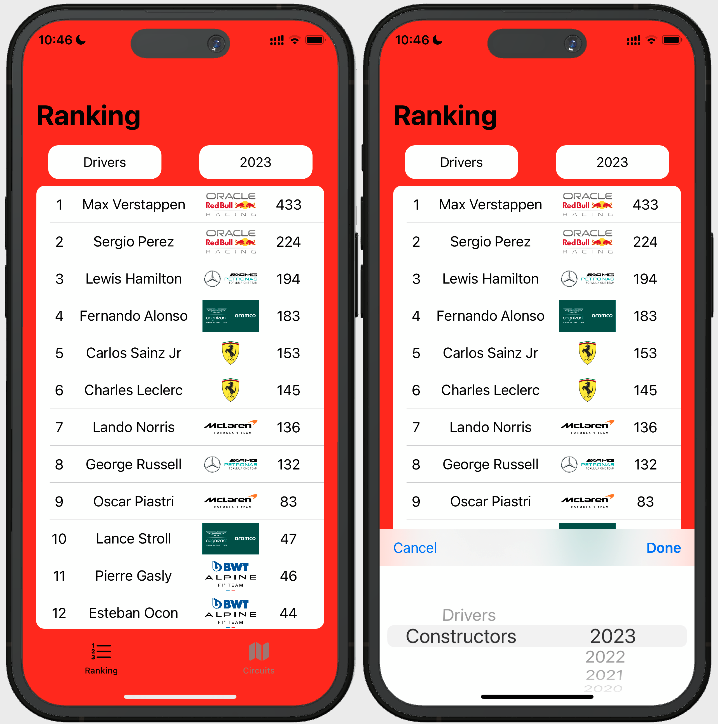 10:46
Ranking
Drivers 2023
1 Max Verstappen ORACLE Red Bull RACING 433
2 Sergio Perez ORACLE Red Bull RACING 224
3 Lewis Hamilton AMG PETRONAS 194
4 Fernando Alonso aramco 183
5 Carlos Sainz Jr 153
6 Charles Leclerc 145
7 Lando Norris McLaren 136
8 George Russell AMG PETRONAS 132
9 Oscar Piastri McLaren 83
10 Lance Stroll aramco 47
11 Pierre Gasly BWT ALPINE F1 TEAM 46
12 Esteban Ocon BWT ALPINE F1 TEAM 44
Ranking Circuits
10:46
Ranking
Drivers 2023
1 Max Verstappen ORACLE Red Bull RACING 433
2 Sergio Perez ORACLE Red Bull RACING 224
3 Lewis Hamilton AMG PETRONAS 194
4 Fernando Alonso aramco 183
5 Carlos Sainz Jr 153
6 Charles Leclerc 145
7 Lando Norris McLaren 136
8 George Russell AMG PETRONAS 132
9 Oscar Piastri McLaren 83
Cancel Done
Drivers
Constructors 2023
2022
2021
2020